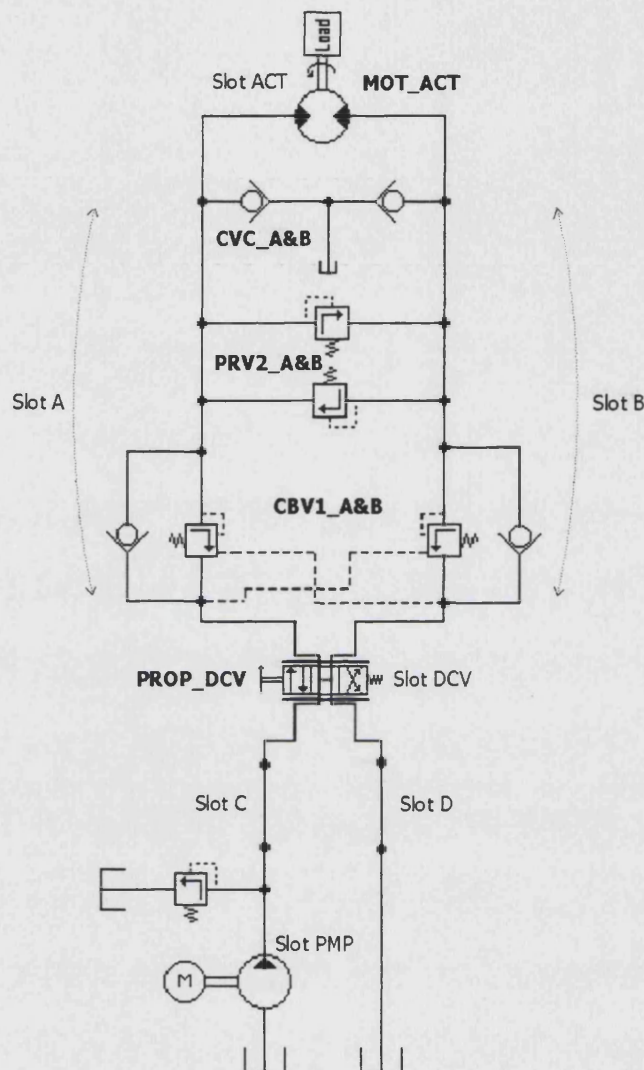 Load
Slot ACT
MOT_ACT
CVC_A&B
PRV2_A&B
Slot A
Slot B
CBV1_A&B
PROP_DCV
Slot DCV
Slot C
Slot D
Slot PMP
M